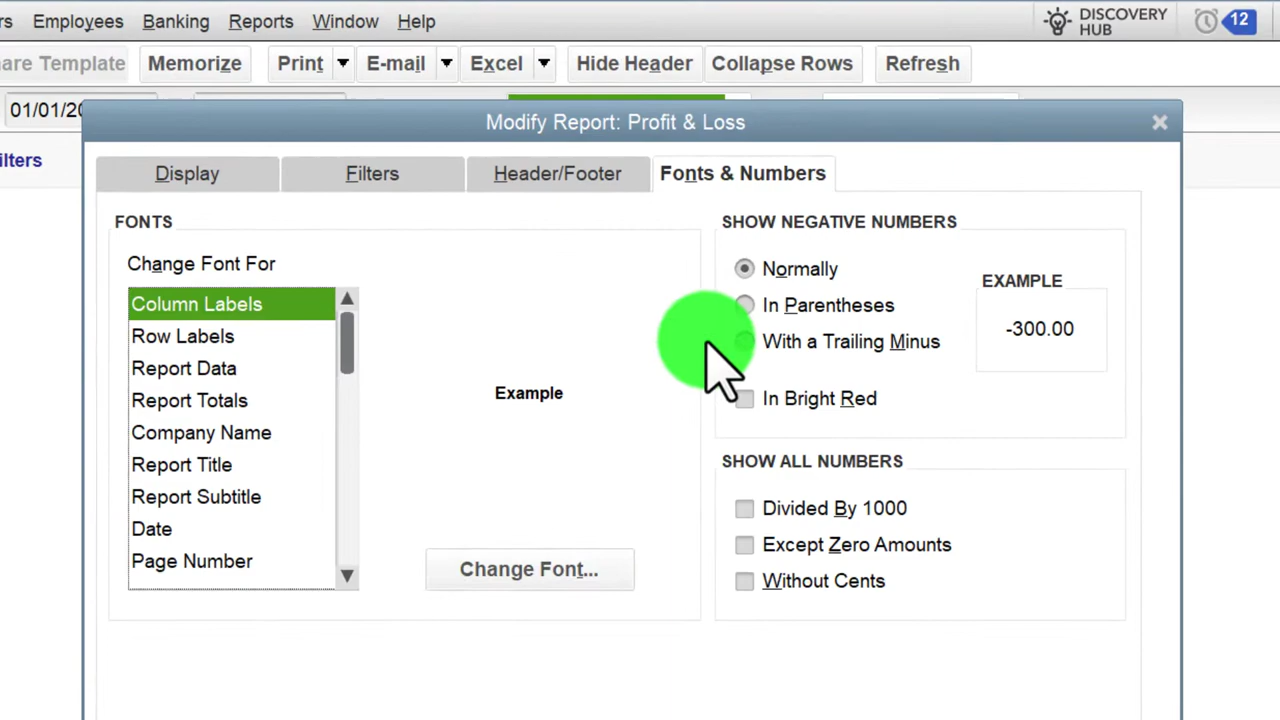 rs Employees Banking Reports Window Help DISCOVERY HUB 12
are Template Memorize Print E-mail Excel Hide Header Collapse Rows Refresh
01/01/20
Modify Report: Profit & Loss
ilters
Display Filters Header/Footer Fonts & Numbers
FONTS
Change Font For
Column Labels
Row Labels
Report Data
Report Totals
Company Name
Report Title
Report Subtitle
Date
Page Number
Example
Change Font...
SHOW NEGATIVE NUMBERS
Normally
In Parentheses
With a Trailing Minus
In Bright Red
EXAMPLE
-300.00
SHOW ALL NUMBERS
Divided By 1000
Except Zero Amounts
Without Cents